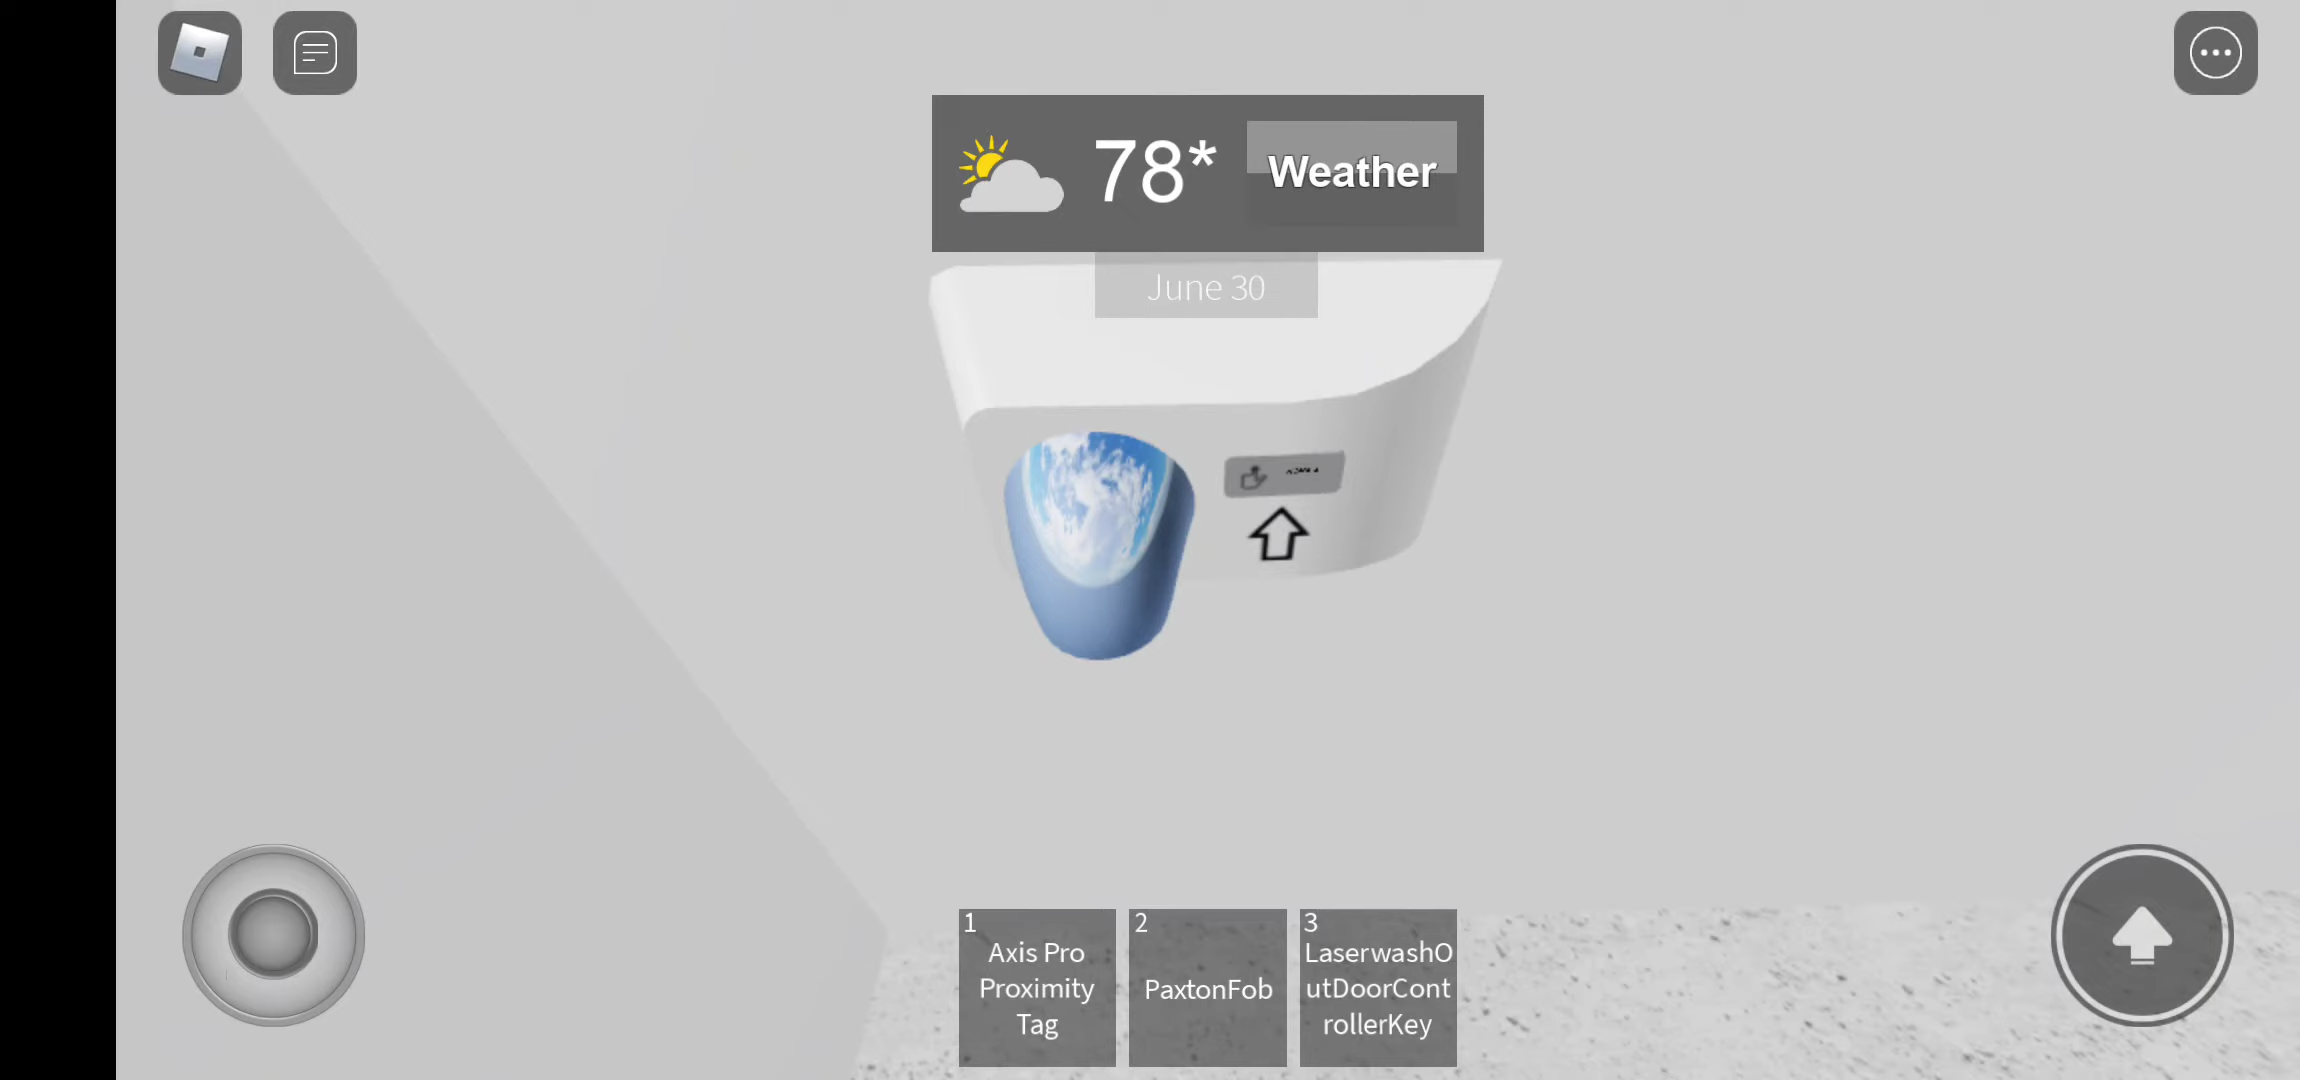 78* Weather
June 30
1
Axis Pro
Proximity
Tag
2
PaxtonFob
3
LaserwashO
utDoorCont
rollerKey